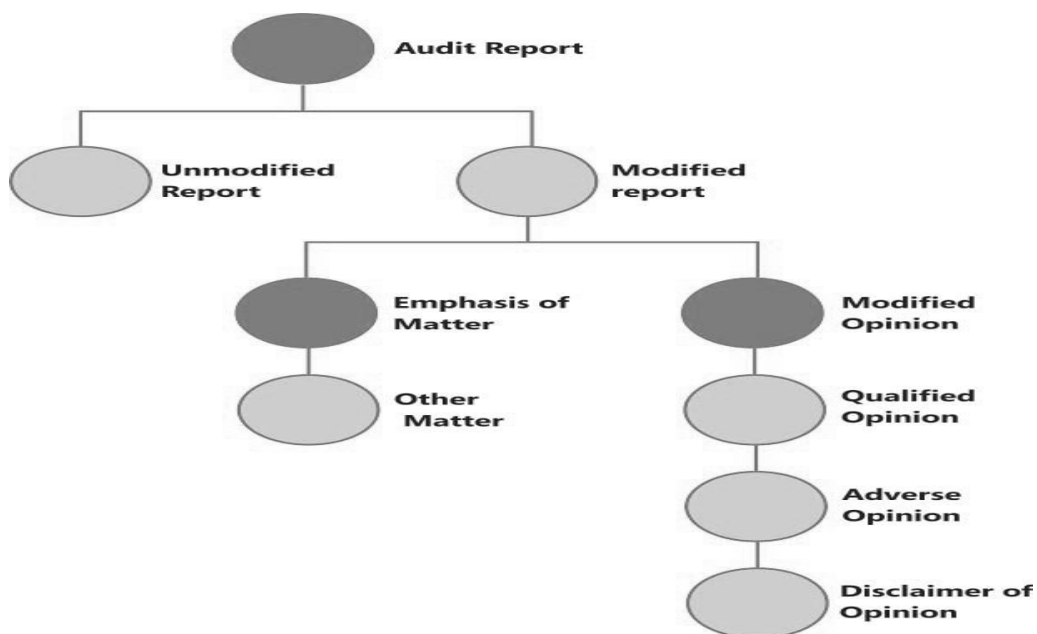 Audit Report
Unmodified
Report
Modified
report
Emphasis of
Matter
Modified
Opinion
Other
Matter
Qualified
Opinion
Adverse
Opinion
Disclaimer of
Opinion